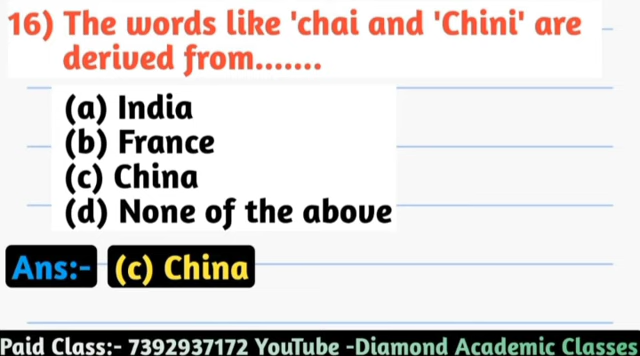 16) The words like 'chai and 'Chini' are
derived from.......
(a) India
(b) France
(c) China
(d) None of the above
Ans:- (c) China
Paid Class:- 7392937172 YouTube -Diamond Academic Classes